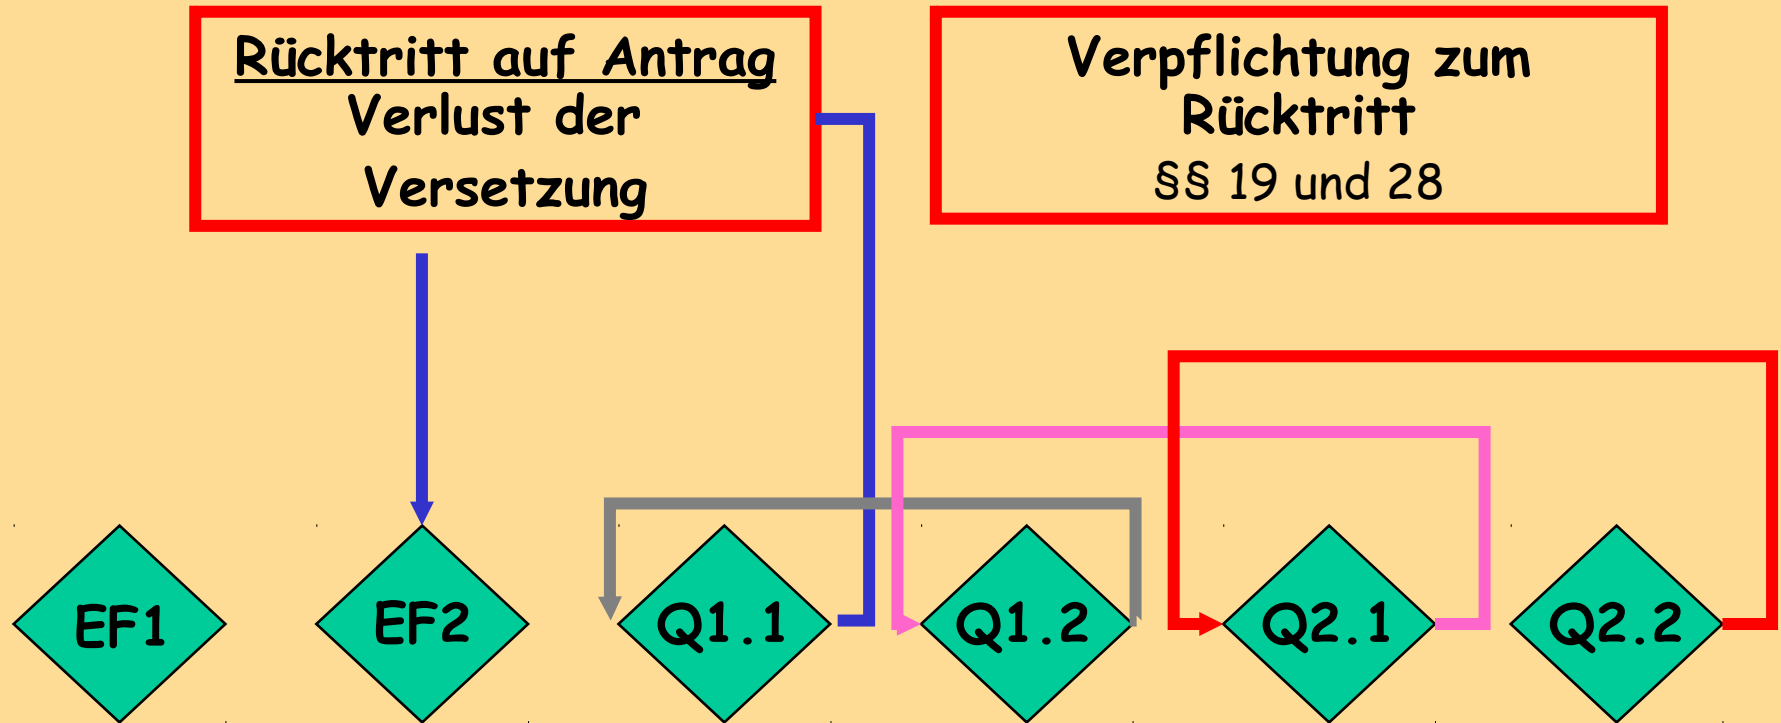 Rücktritt auf Antrag
Verlust der
Versetzung
Verpflichtung zum
Rücktritt
§§ 19 und 28
EF1
EF2
Q1.1
Q1.2
Q2.1
Q2.2